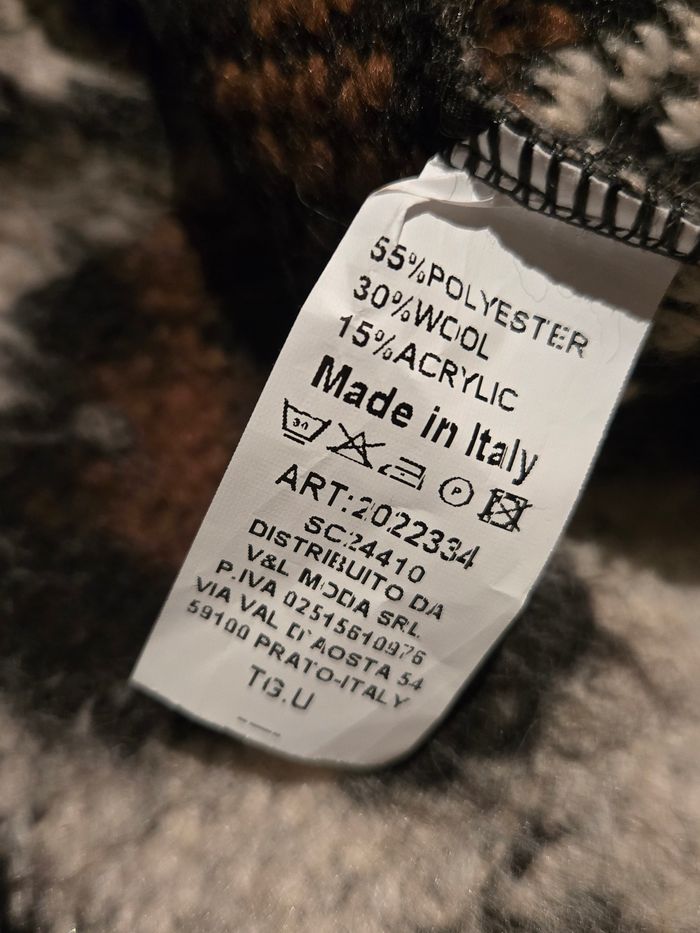 55%POLYESTER
30%WOOL
15%ACRYLIC
Made in Italy
30
P
ART:2022334
SC:24410
DISTRIBUITO DA
V&L MODA SRL
P.IVA 02515610976
VIA VAL D'AOSTA 54
59100 PRATO-ITALY
TG.U